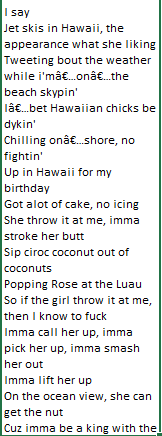 I say
Jet skis in Hawaii, the
appearance what she liking
Tweeting bout the weather
while i'mâ€…onâ€…the
beach skypin'
Iâ€…bet Hawaiian chicks be
dykin'
Chilling onâ€…shore, no
fightin'
Up in Hawaii for my
birthday
Got alot of cake, no icing
She throw it at me, imma
stroke her butt
Sip ciroc coconut out of
coconuts
Popping Rose at the Luau
So if the girl throw it at me,
then I know to fuck
Imma call her up, imma
pick her up, imma smash
her out
Imma lift her up
On the ocean view, she can
get the nut
Cuz imma be a king with the